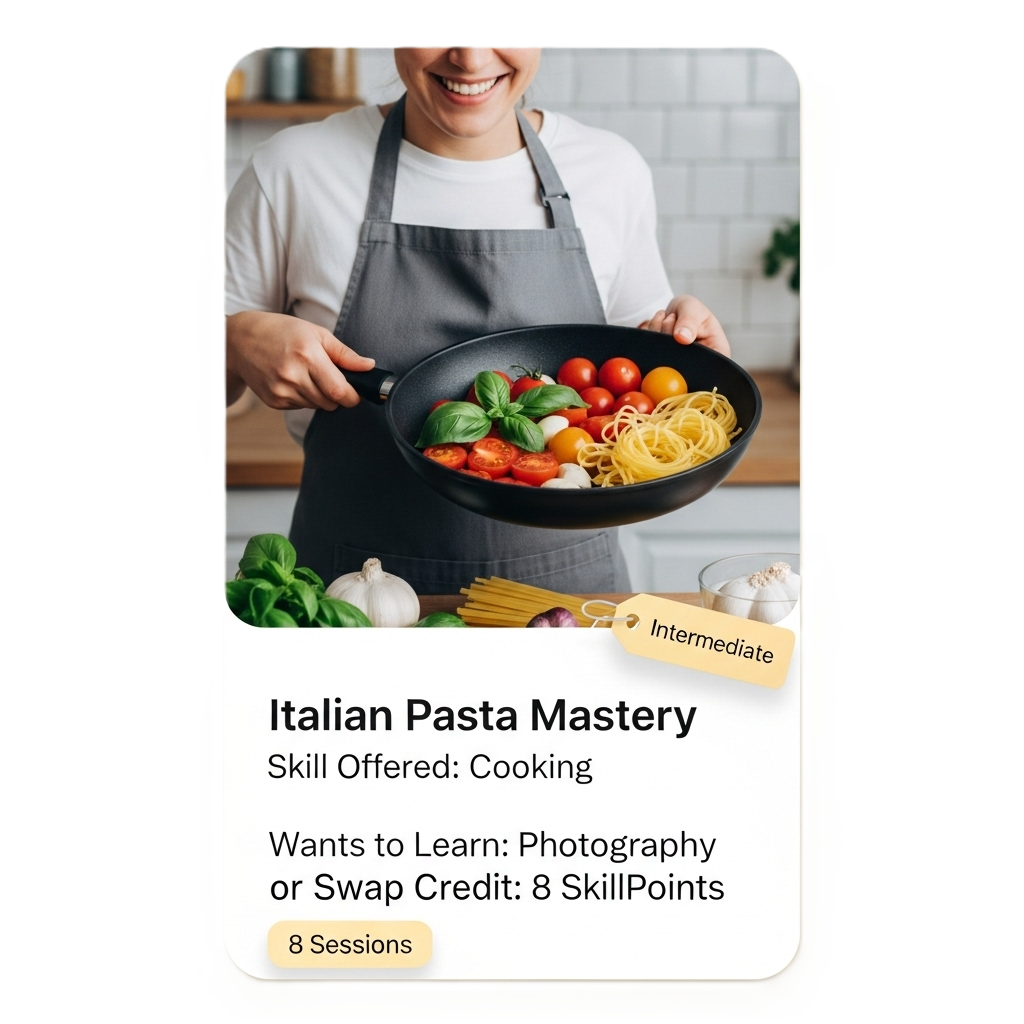 Intermediate
Italian Pasta Mastery
Skill Offered: Cooking
Wants to Learn: Photography
or Swap Credit: 8 SkillPoints
8 Sessions